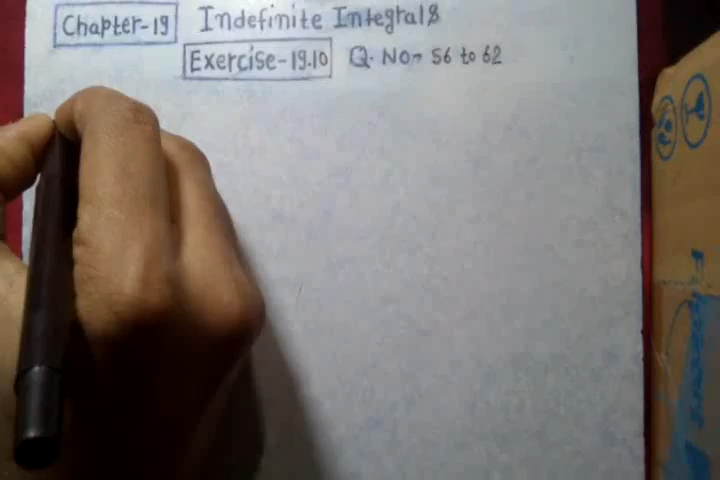 Chapter-19 Indefinite Integrals
Exercise-19.10 Q. No- 56 to 62